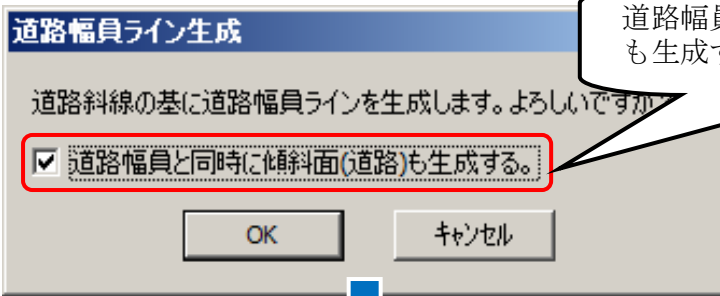 道路幅員ライン生成
道路幅
も生成
道路斜線の基に道路幅員ラインを生成します。よろしいですか
道路幅員と同時に傾斜面(道路)も生成する。
OK
キャンセル